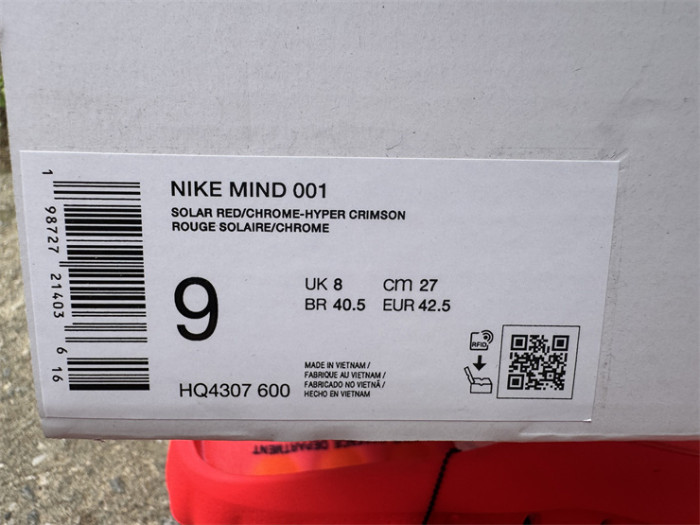 NIKE MIND 001
SOLAR RED/CHROME-HYPER CRIMSON
ROUGE SOLAIRE/CHROME
9
UK 8 cm 27
BR 40.5 EUR 42.5
HQ4307 600
MADE IN VIETNAM /
FABRIQUE AU VIETNAM /
FABRICADO NO VIETNÃ /
HECHO EN VIETNAM
RFID
1 98727 21403 6 16
DEPARTMENT